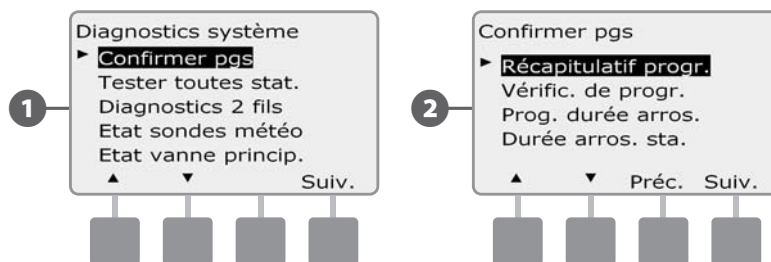 1
Diagnostics système
► Confirmer pgs
Tester toutes stat.
Diagnostics 2 fils
Etat sondes météo
Etat vanne princip.
▲ ▼ Suiv.
2
Confirmer pgs
► Récapitulatif progr.
Vérific. de progr.
Prog. durée arros.
Durée arros. sta.
▲ ▼ Préc. Suiv.